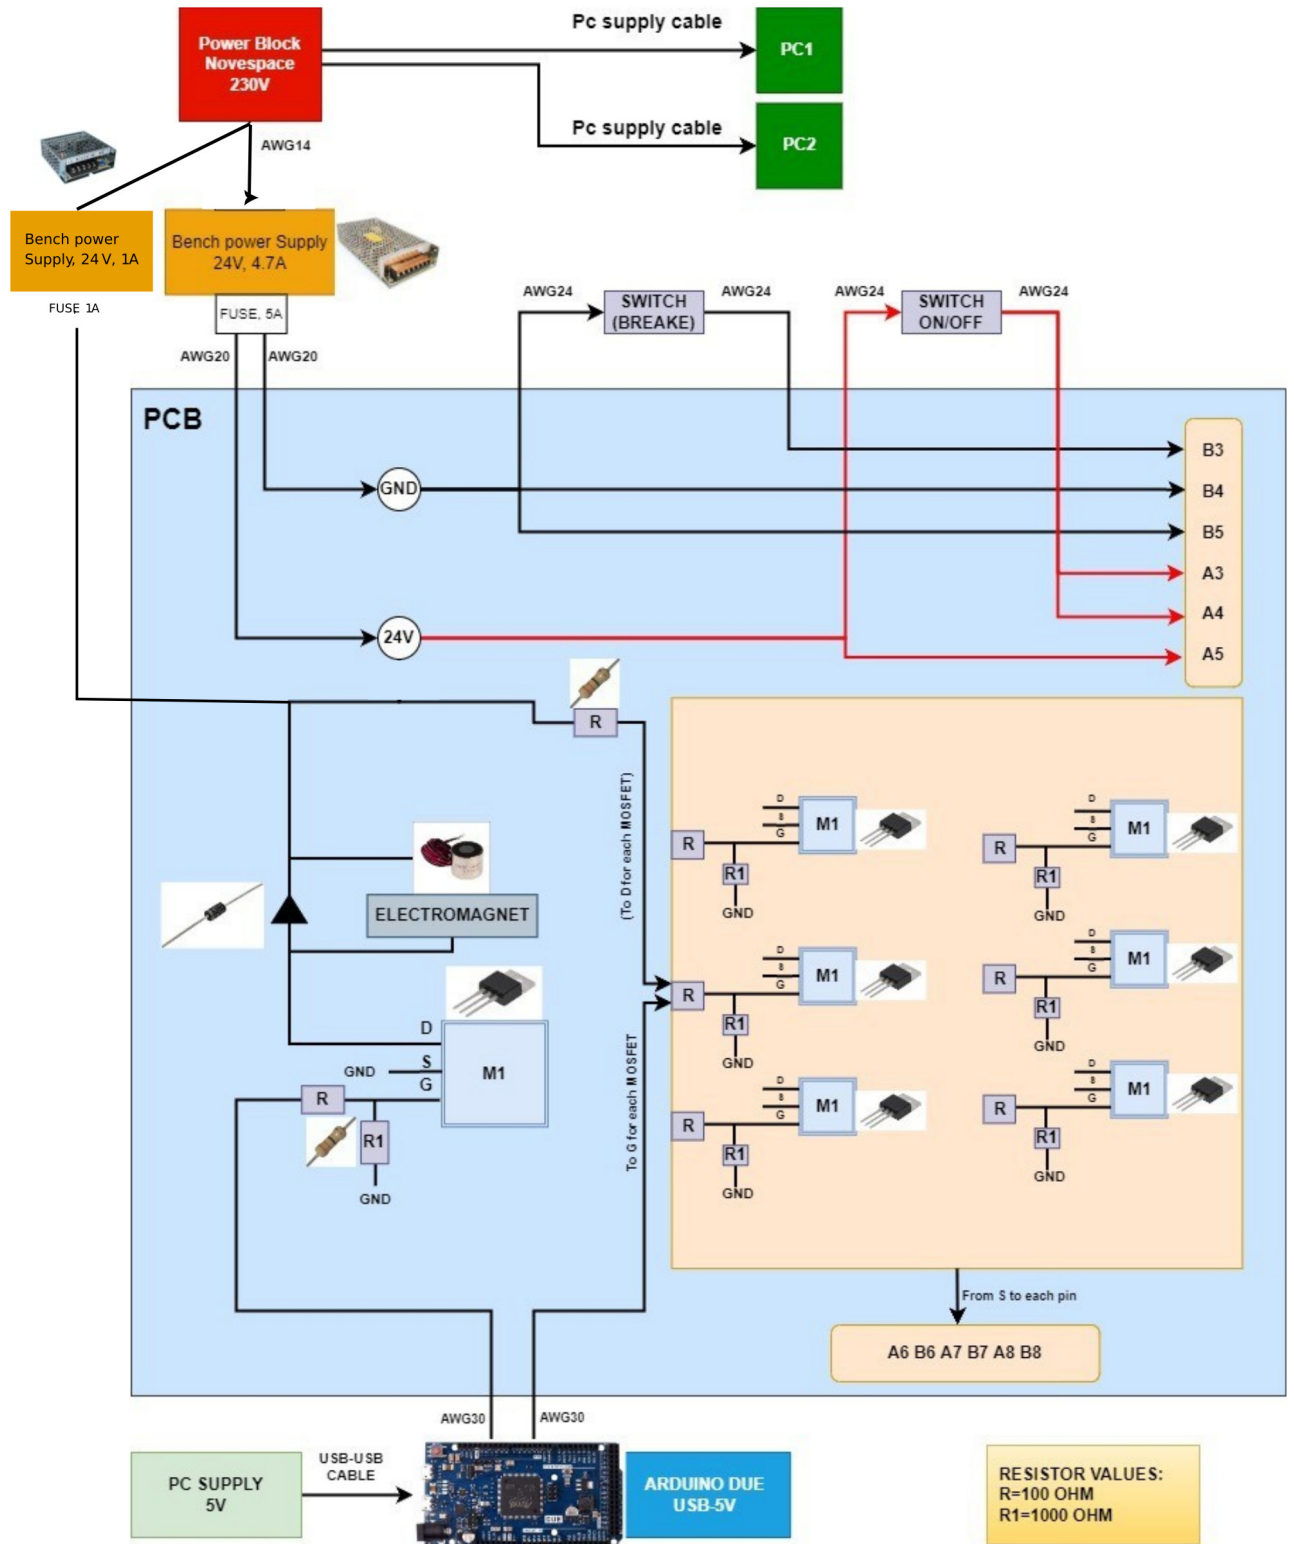 Power Block
Novespace
230V
Pc supply cable
PC1
Pc supply cable
PC2
AWG14
Bench power
Supply, 24 V, 1A
FUSE 1A
Bench power Supply
24V, 4.7A
FUSE, 5A
AWG20
AWG20
AWG24
SWITCH
(BREAKE)
AWG24
AWG24
SWITCH
ON/OFF
AWG24
PCB
GND
24V
B3
B4
B5
A3
A4
A5
R
(To D for each MOSFET)
To G for each MOSFET
ELECTROMAGNET
D
S
G
M1
GND
R
R1
GND
D
S
G
M1
R
R1
GND
D
S
G
M1
R
R1
GND
D
S
G
M1
R
R1
GND
D
S
G
M1
R
R1
GND
D
S
G
M1
R
R1
GND
D
S
G
M1
R
R1
GND
From S to each pin
A6 B6 A7 B7 A8 B8
AWG30
AWG30
PC SUPPLY
5V
USB-USB
CABLE
ARDUINO DUE
USB-5V
RESISTOR VALUES:
R=100 OHM
R1=1000 OHM